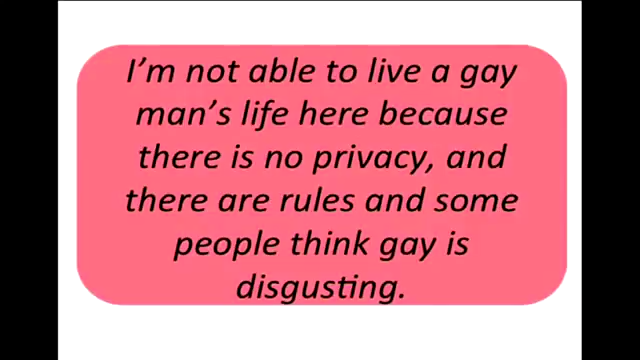 I'm not able to live a gay
man's life here because
there is no privacy, and
there are rules and some
people think gay is
disgusting.